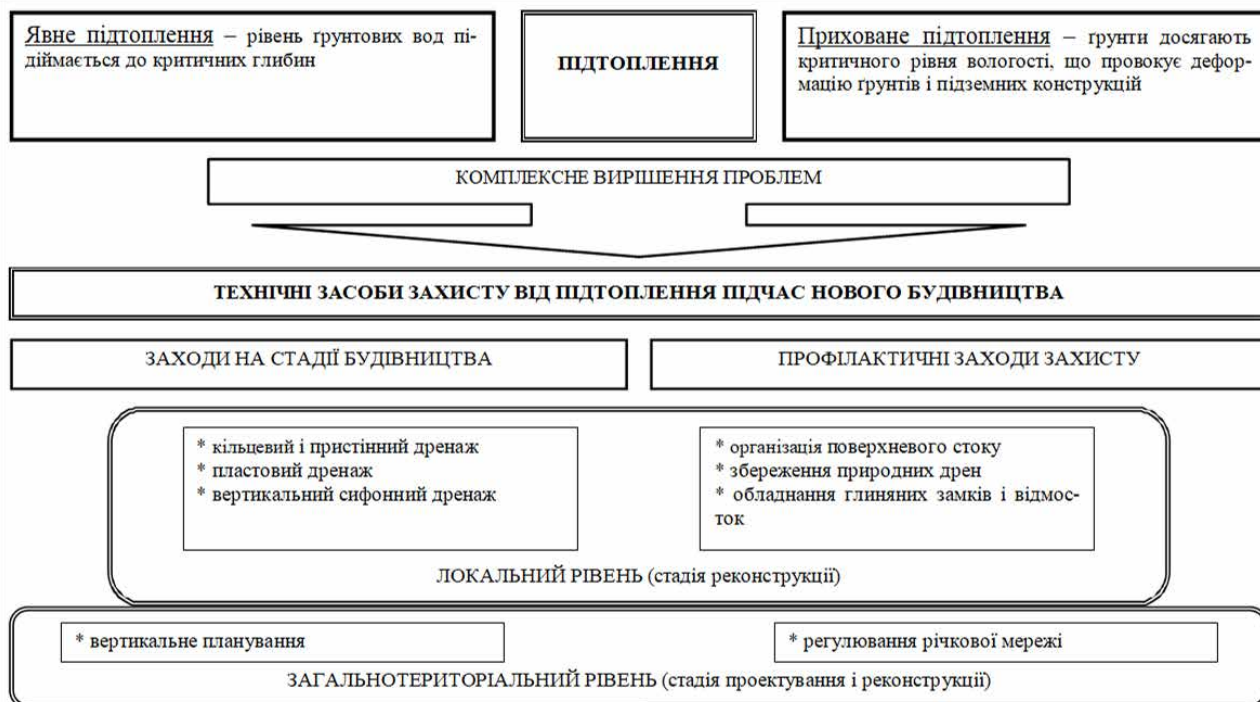 Явне підтоплення – рівень ґрунтових вод пі-
діймається до критичних глибин
ПІДТОПЛЕННЯ
Приховане підтоплення – ґрунти досягають
критичного рівня вологості, що провокує дефор-
мацію ґрунтів і підземних конструкцій
КОМПЛЕКСНЕ ВИРІШЕННЯ ПРОБЛЕМ
ТЕХНІЧНІ ЗАСОБИ ЗАХИСТУ ВІД ПІДТОПЛЕННЯ ПІДЧАС НОВОГО БУДІВНИЦТВА
ЗАХОДИ НА СТАДІЇ БУДІВНИЦТВА
ПРОФІЛАКТИЧНІ ЗАХОДИ ЗАХИСТУ
* кільцевий і пристінний дренаж
* пластовий дренаж
* вертикальний сифонний дренаж
* організація поверхневого стоку
* збереження природних дрен
* обладнання глиняних замків і відмос-
ток
ЛОКАЛЬНИЙ РІВЕНЬ (стадія реконструкції)
* вертикальне планування
* регулювання річкової мережі
ЗАГАЛЬНОТЕРИТОРІАЛЬНИЙ РІВЕНЬ (стадія проектування і реконструкції)